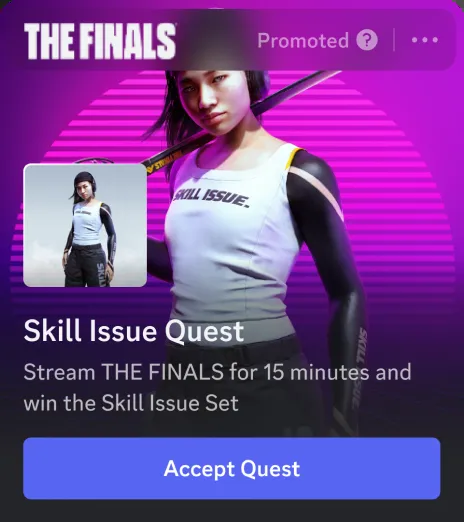 THE FINALS
Promoted ?
SKILL ISSUE.
Skill Issue Quest
Stream THE FINALS for 15 minutes and
win the Skill Issue Set
Accept Quest